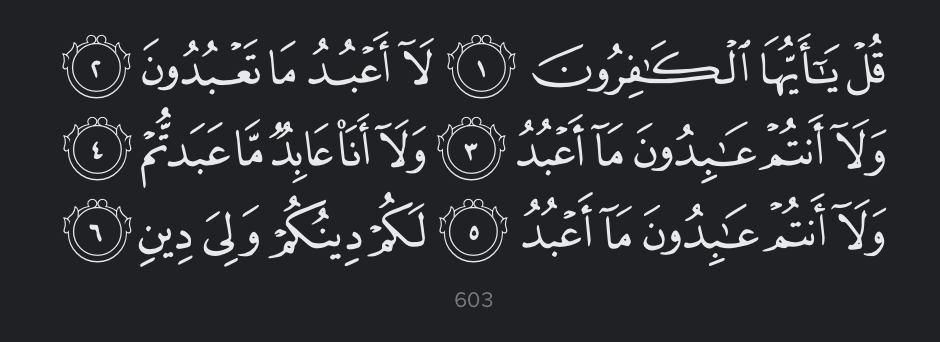 قُلْ يَـٰٓأَيُّهَا ٱلْكَـٰفِرُونَ ١ لَآ أَعْبُدُ مَا تَعْبُدُونَ ٢
وَلَآ أَنتُمْ عَـٰبِدُونَ مَآ أَعْبُدُ ٣ وَلَآ أَنَا۠ عَابِدٌ مَّا عَبَدتُّمْ ٤
وَلَآ أَنتُمْ عَـٰبِدُونَ مَآ أَعْبُدُ ٥ لَكُمْ دِينُكُمْ وَلِىَ دِينِ ٦
603